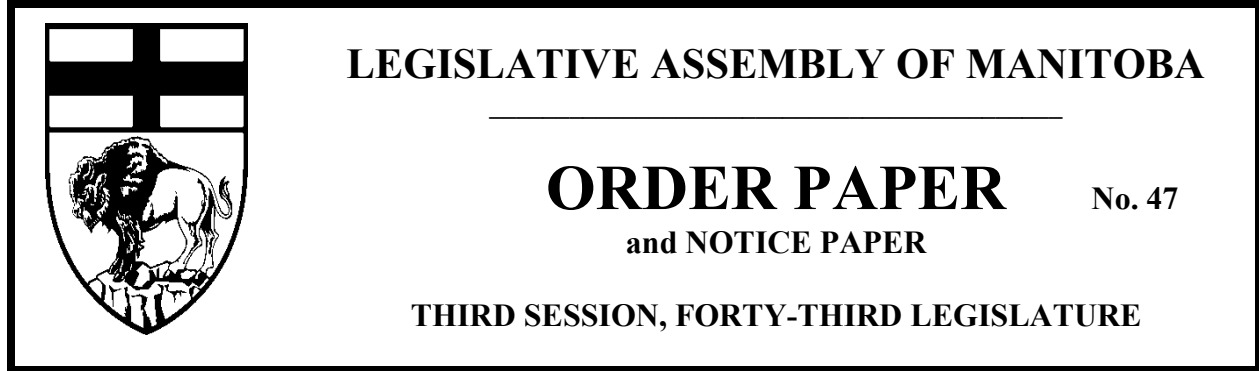 LEGISLATIVE ASSEMBLY OF MANITOBA
ORDER PAPER No. 47
and NOTICE PAPER
THIRD SESSION, FORTY-THIRD LEGISLATURE